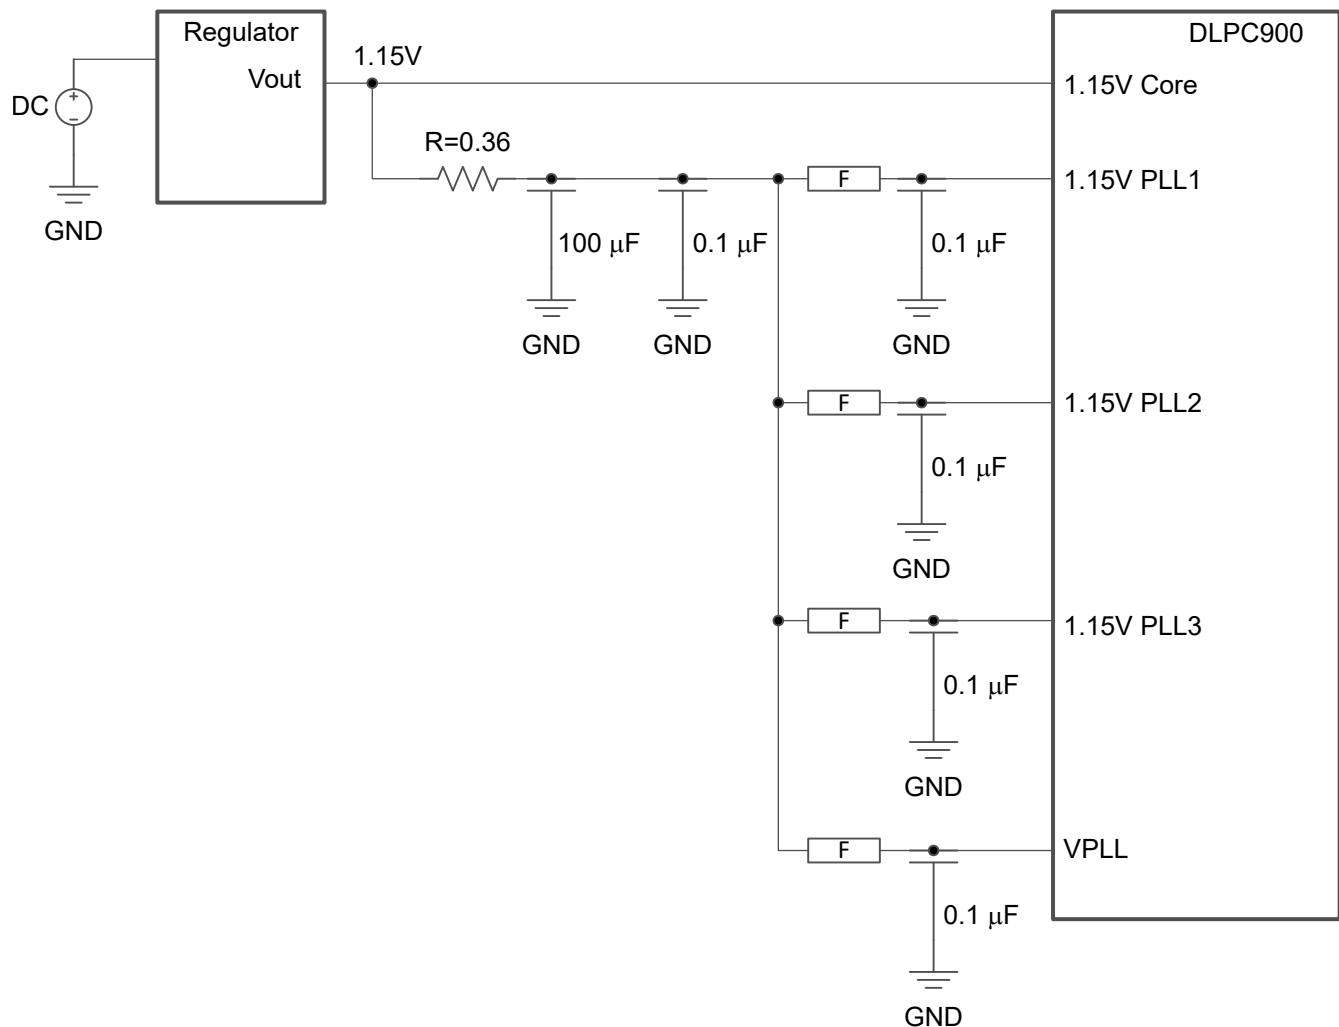 Regulator
DLPC900
1.15V
Vout
1.15V Core
DC
+
−
R=0.36
F
1.15V PLL1
GND
100 μF
0.1 μF
0.1 μF
GND
GND
GND
F
1.15V PLL2
0.1 μF
GND
F
1.15V PLL3
0.1 μF
GND
F
VPLL
0.1 μF
GND